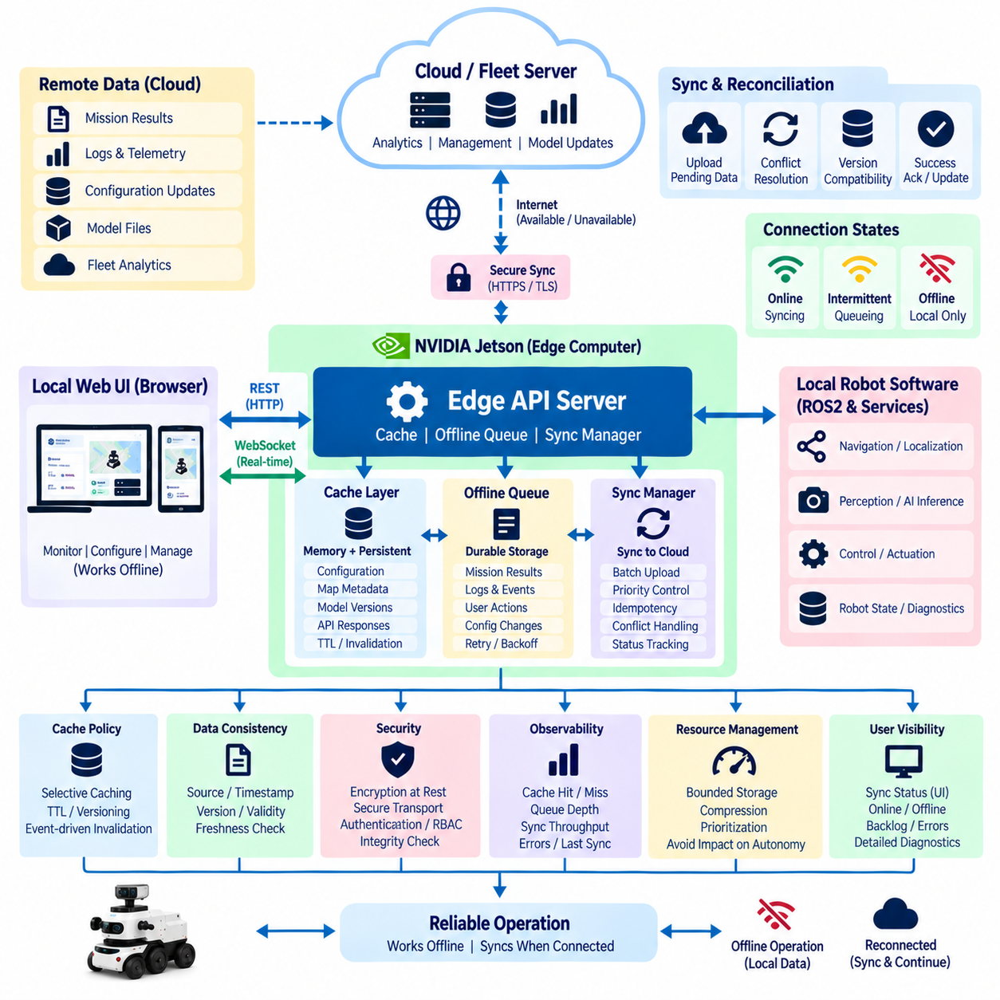 Cloud / Fleet Server
Analytics | Management | Model Updates
Remote Data (Cloud)
Mission Results
Logs & Telemetry
Configuration Updates
Model Files
Fleet Analytics
Sync & Reconciliation
Upload
Pending Data
Conflict
Resolution
Version
Compatibility
Success
Ack / Update
Internet
(Available / Unavailable)
Secure Sync
(HTTPS / TLS)
Connection States
Online
Syncing
Intermittent
Queueing
Offline
Local Only
NVIDIA Jetson (Edge Computer)
Edge API Server
Cache | Offline Queue | Sync Manager
Local Web UI (Browser)
Monitor | Configure | Manage
(Works Offline)
REST
(HTTP)
WebSocket
(Real-time)
Local Robot Software
(ROS2 & Services)
Navigation / Localization
Perception / AI Inference
Control / Actuation
Robot State / Diagnostics
Cache Layer
Memory + Persistent
Configuration
Map Metadata
Model Versions
API Responses
TTL / Invalidation
Offline Queue
Durable Storage
Mission Results
Logs & Events
User Actions
Config Changes
Retry / Backoff
Sync Manager
Sync to Cloud
Batch Upload
Priority Control
Idempotency
Conflict Handling
Status Tracking
Cache Policy
Selective Caching
TTL / Versioning
Event-driven Invalidation
Data Consistency
Source / Timestamp
Version / Validity
Freshness Check
Security
Encryption at Rest
Secure Transport
Authentication / RBAC
Integrity Check
Observability
Cache Hit / Miss
Queue Depth
Sync Throughput
Errors / Last Sync
Resource Management
Bounded Storage
Compression
Prioritization
Avoid Impact on Autonomy
User Visibility
Sync Status (UI)
Online / Offline
Backlog / Errors
Detailed Diagnostics
Reliable Operation
Works Offline | Syncs When Connected
Offline Operation
(Local Data)
Reconnected
(Sync & Continue)